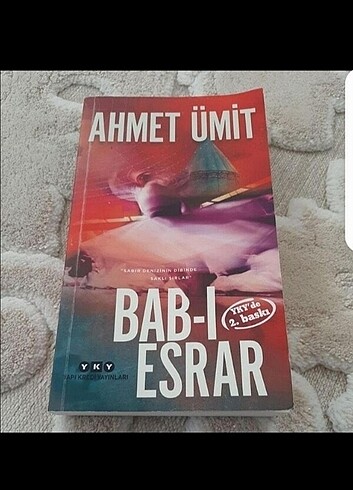 AHMET ÜMİT
"SABIR DENİZİNİN DİBİNDE
SAKLI SIRLAR"
BAB-I
ESRAR
YKY'de
2. baskı
YKY
YAPI KREDİ YAYINLARI